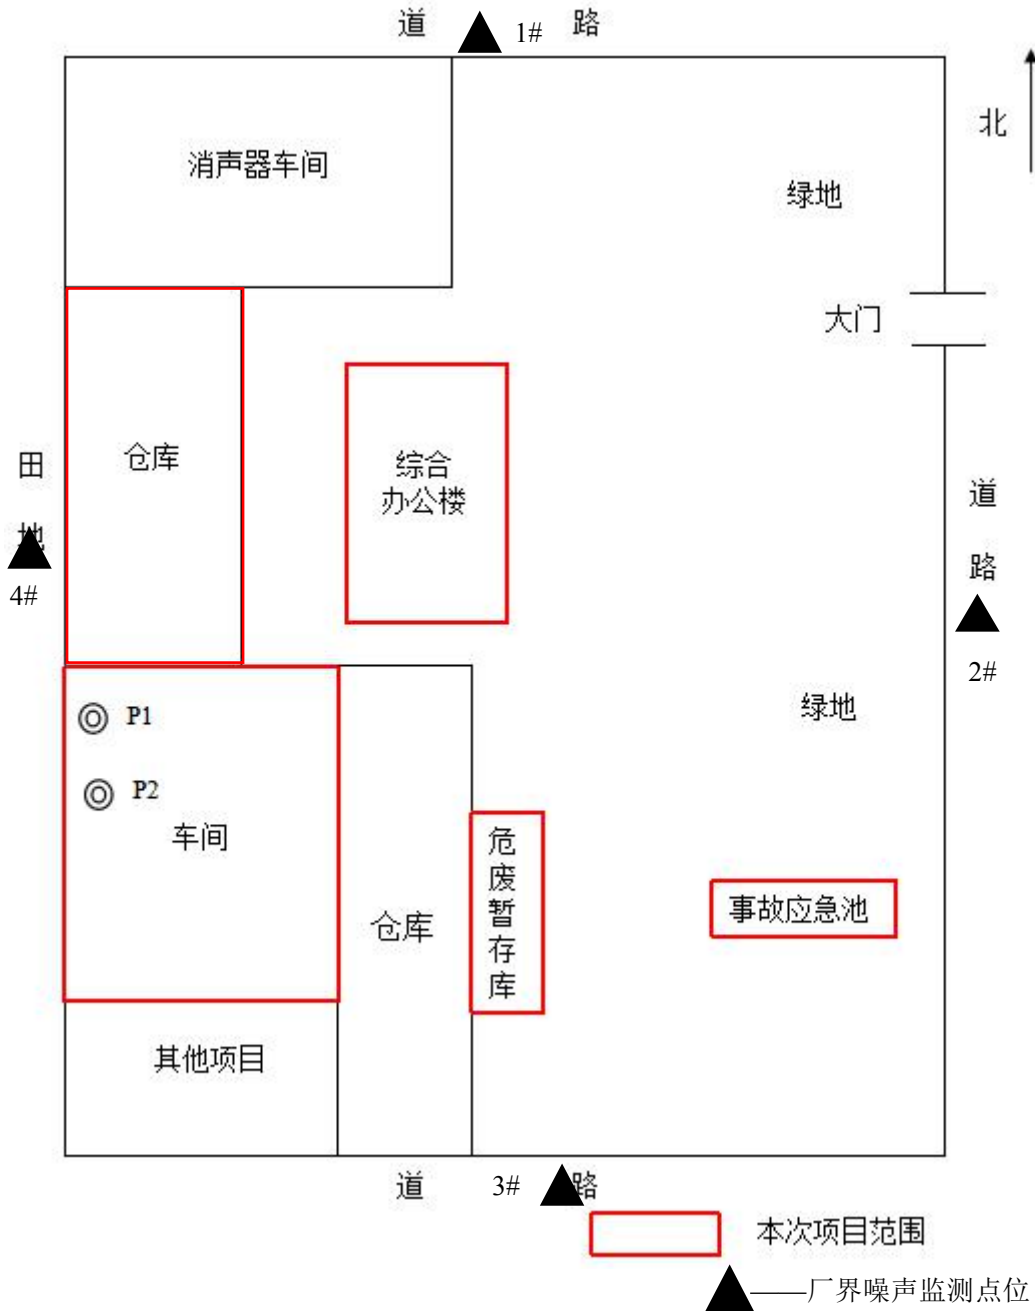 道 1# 路
北
消声器车间
绿地
大门
仓库
综合
办公楼
田
地
4#
道
路
2#
P1
P2
车间
绿地
危
废
暂
存
库
事故应急池
仓库
其他项目
道 3# 路
本次项目范围
——厂界噪声监测点位